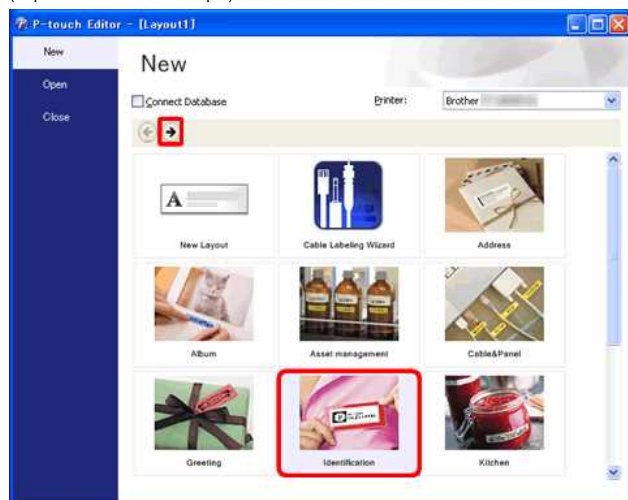 P-touch Editor - [Layout1]
New
Open
Close
New
Connect Database
Printer:
Brother
A
New Layout
Cable Labeling Wizard
Address
Album
Asset management
Cable&Panel
Greeting
Identification
Kitchen